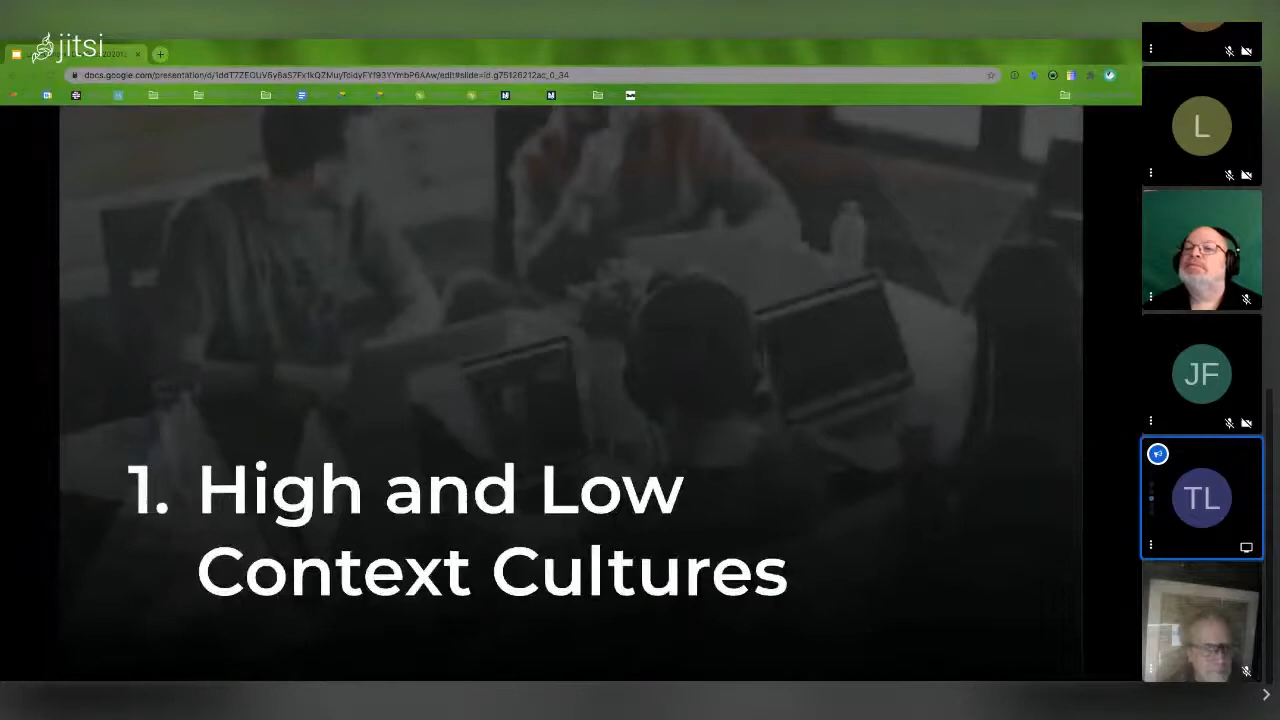 jitsi
1. High and Low
Context Cultures
L
JF
TL